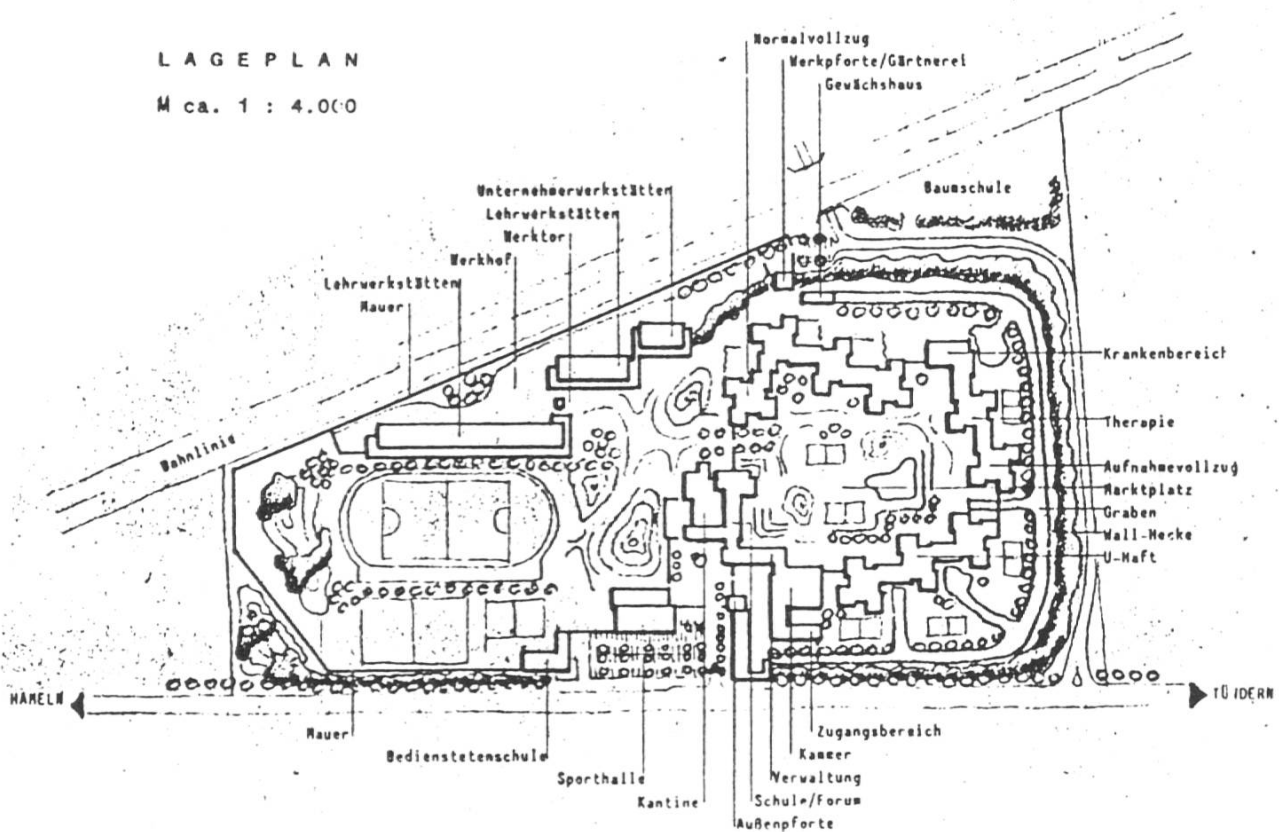 LAGEPLAN
M ca. 1 : 4.000
Normalvollzug
Werkpforte/Gärtnerei
Gewächshaus
Baumschule
Unternehmerwerkstätten
Lehrwerkstätten
Werktor
Werkhof
Lehrwerkstätten
Mauer
Bahnlinie
Krankenbereich
Therapie
Aufnahmevollzug
Marktplatz
Graben
Wall-Hecke
U-Haft
HAMELN
TÜNDERN
Mauer
Bedienstetenschule
Sporthalle
Kantine
Zugangsbereich
Kammer
Verwaltung
Schule/Forum
Außenpforte